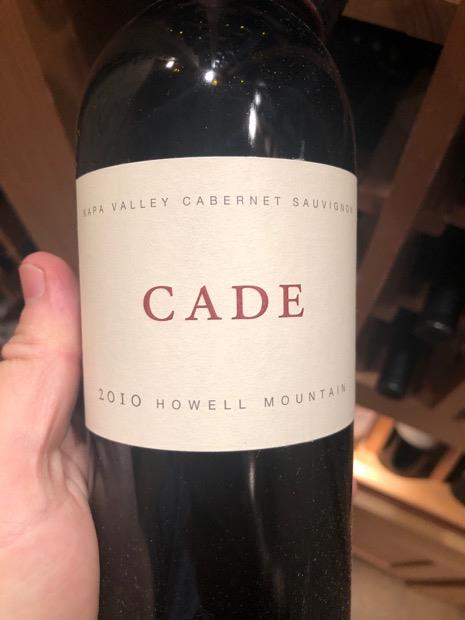 NAPA VALLEY CABERNET SAUVIGNON
CADE
2010 HOWELL MOUNTAIN